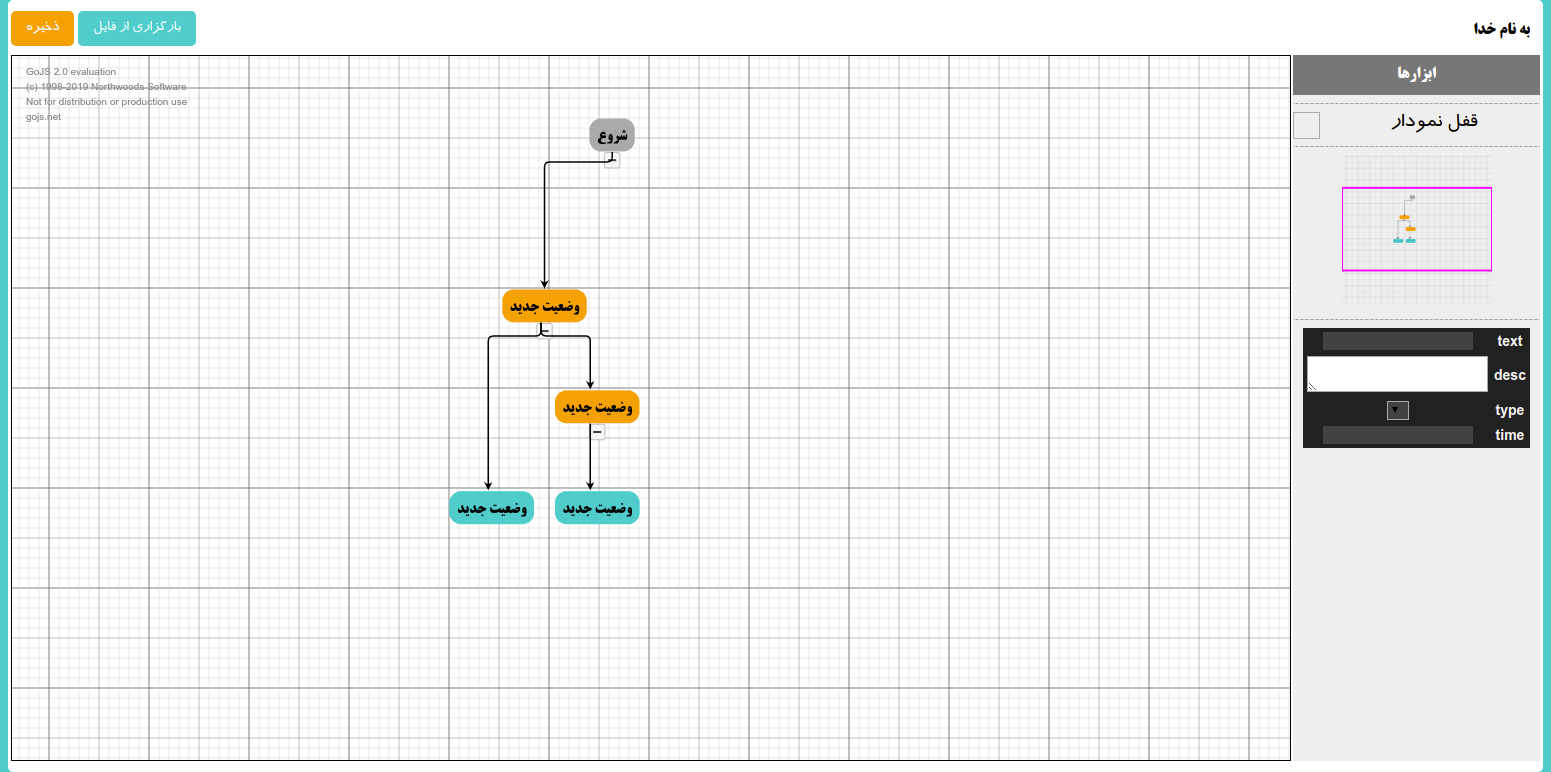 به نام خدا
بارگزاری از فایل
ذخیره
ابزارها
قفل نمودار
text
desc
type
time
GoJS 2.0 evaluation
(c) 1998-2019 Northwoods Software
Not for distribution or production use
gojs.net
شروع
وضعیت جدید
وضعیت جدید
وضعیت جدید
وضعیت جدید